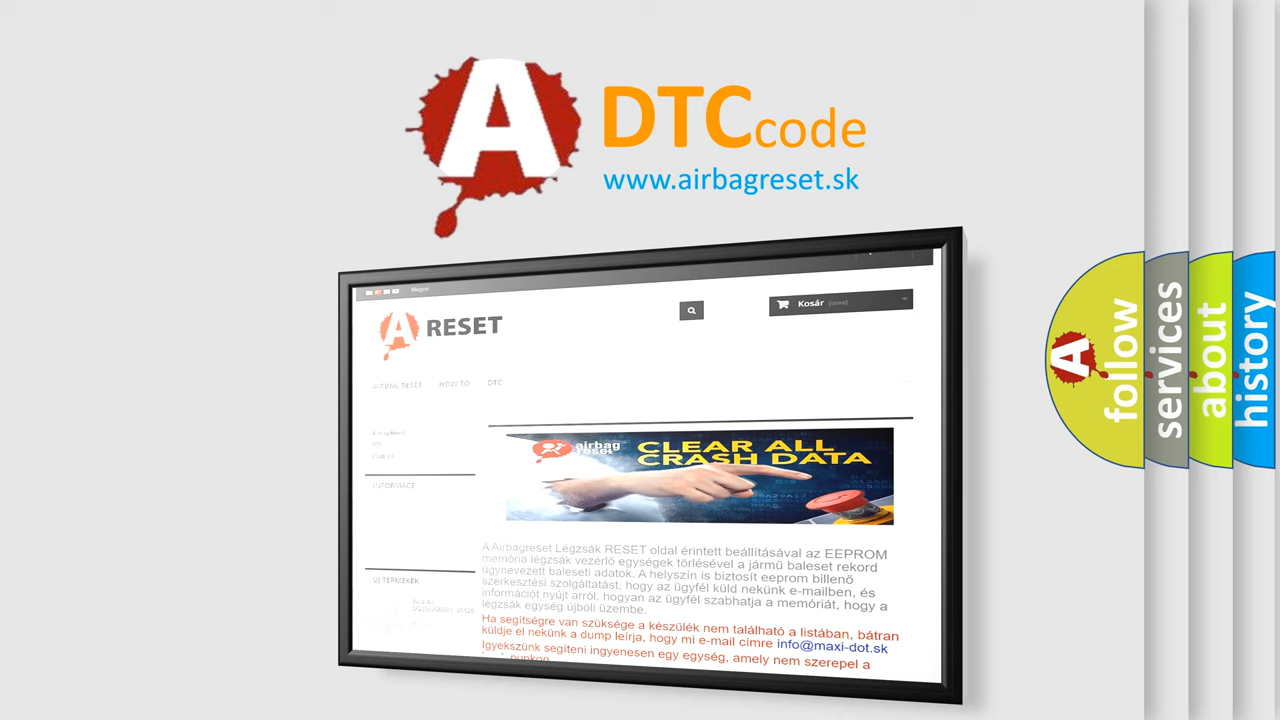 A
DTCcode
www.airbagreset.sk
Magyar
A RESET
Kosár (üres)
AIRBAG RESET HOW TO DTC
INFORMACE
airbag
reset
CLEAR ALL
CRASH DATA
A Airbagreset Légzsák RESET oldal érintett beállításával az EEPROM
memória légzsák vezérlő egységek törlésével a jármű baleset rekord
úgynevezett baleseti adatok. A helyszín is biztosít eeprom billenő
szerkesztési szolgáltatást, hogy az ügyfél küld nekünk e-mailben, és
információt nyújt arról, hogyan az ügyfél szabhatja a memóriát, hogy a
légzsák egység újbóli üzembe.
Ha segítségre van szüksége a készülék nem található a listában, bátran
küldje el nekünk a dump leírja, hogy mi e-mail címre info@maxi-dot.sk
Igyekszünk segíteni ingyenesen egy egység, amely nem szerepel a
ÚJ TERMÉKEK
A
follow
services
about
history